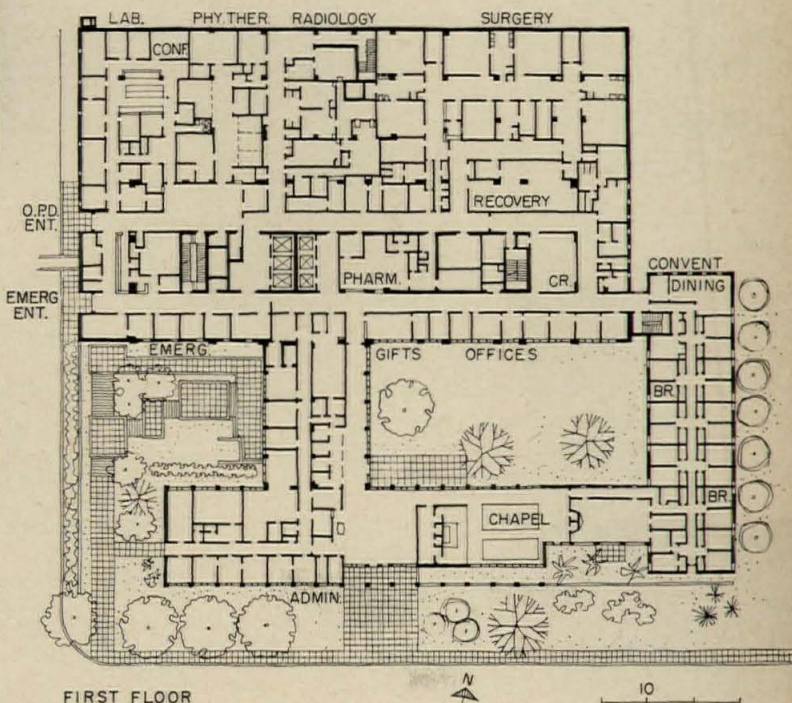 LAB. PHY. THER. RADIOLOGY SURGERY
CONF.
RECOVERY
O.P.D.
ENT.
CONVENT
PHARM. CR. DINING
EMERG
ENT.
EMERG. GIFTS OFFICES
BR.
BR.
CHAPEL
ADMIN.
FIRST FLOOR
N
10